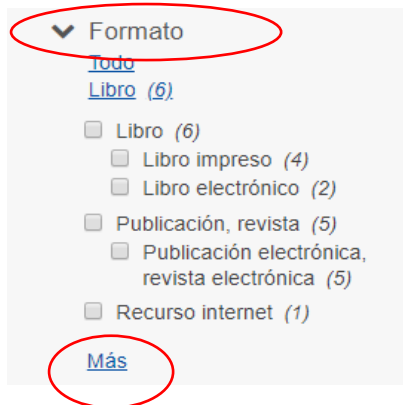 Formato
Todo
Libro (6)
Libro (6)
Libro impreso (4)
Libro electrónico (2)
Publicación, revista (5)
Publicación electrónica,
revista electrónica (5)
Recurso internet (1)
Más